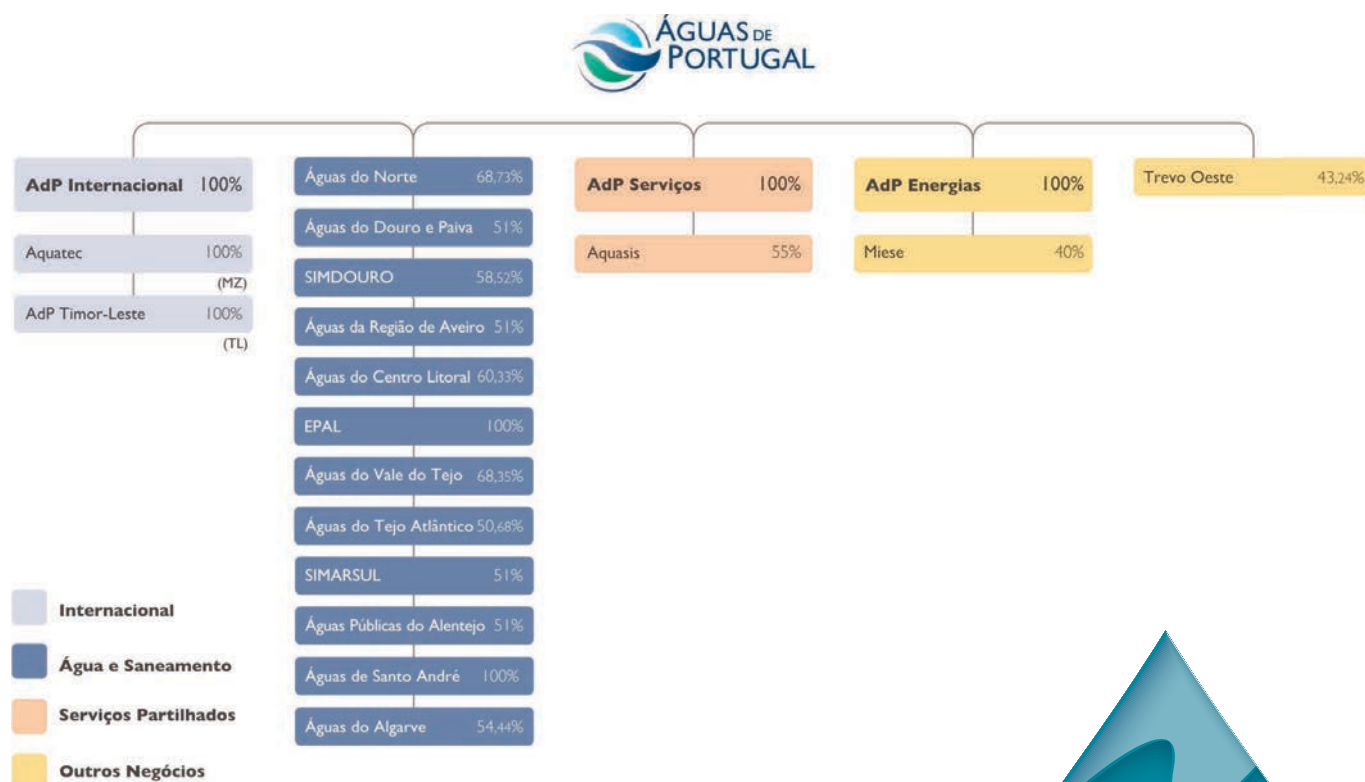 ÁGUAS DE
PORTUGAL
AdP Internacional 100%
Aquatec 100%
(MZ)
AdP Timor-Leste 100%
(TL)
Águas do Norte 68,73%
Águas do Douro e Paiva 51%
SIMDOURO 58,52%
Águas da Região de Aveiro 51%
Águas do Centro Litoral 60,33%
EPAL 100%
Águas do Vale do Tejo 68,35%
Águas do Tejo Atlântico 50,68%
SIMARSUL 51%
Águas Públicas do Alentejo 51%
Águas de Santo André 100%
Águas do Algarve 54,44%
AdP Serviços 100%
Aquasis 55%
AdP Energias 100%
Miese 40%
Trevo Oeste 43,24%
Internacional
Água e Saneamento
Serviços Partilhados
Outros Negócios